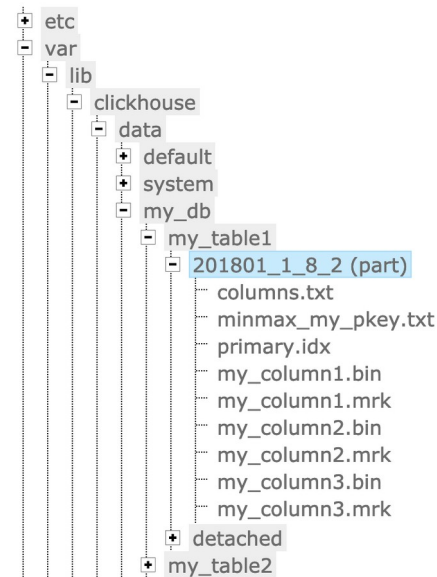 etc
var
lib
clickhouse
data
default
system
my_db
my_table1
201801_1_8_2 (part)
columns.txt
minmax_my_pkey.txt
primary.idx
my_column1.bin
my_column1.mrk
my_column2.bin
my_column2.mrk
my_column3.bin
my_column3.mrk
detached
my_table2